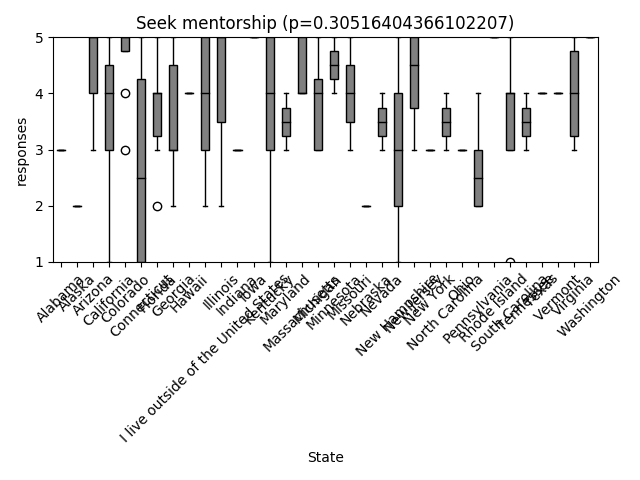 Seek mentorship (p=0.30516404366102207)
responses
5
4
3
2
1
Alabama
Alaska
Arizona
California
Colorado
Connecticut
Florida
Georgia
Hawaii
I live outside of the United States
Illinois
Indiana
Iowa
Kentucky
Maryland
Massachusetts
Michigan
Minnesota
Missouri
Nebraska
Nevada
New Hampshire
New Jersey
New York
North Carolina
Ohio
Pennsylvania
Rhode Island
South Carolina
Tennessee
Texas
Vermont
Virginia
Washington
State